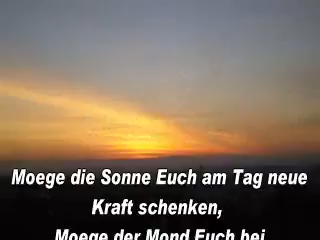 Moege die Sonne Euch am Tag neue
Kraft schenken,
Moege der Mond Euch bei